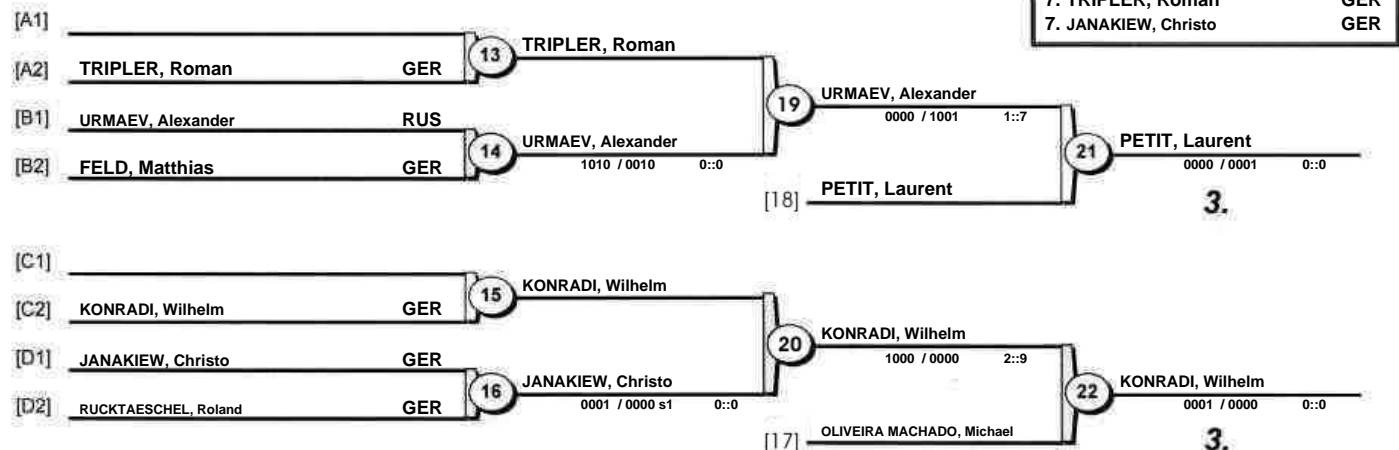 7. TRIPLER, Roman GER
7. JANAKIEW, Christo GER
[A1]
13 TRIPLER, Roman
[A2] TRIPLER, Roman GER
19 URMAEV, Alexander
0000 / 1001 1::7
[B1] URMAEV, Alexander RUS
14 URMAEV, Alexander
1010 / 0010 0::0
[B2] FELD, Matthias GER
21 PETIT, Laurent
0000 / 0001 0::0
[18] PETIT, Laurent
3.
[C1]
15 KONRADI, Wilhelm
[C2] KONRADI, Wilhelm GER
20 KONRADI, Wilhelm
1000 / 0000 2::9
[D1] JANAKIEW, Christo GER
16 JANAKIEW, Christo
0001 / 0000 s1 0::0
[D2] RUCKTAESCHEL, Roland GER
22 KONRADI, Wilhelm
0001 / 0000 0::0
[17] OLIVEIRA MACHADO, Michael
3.